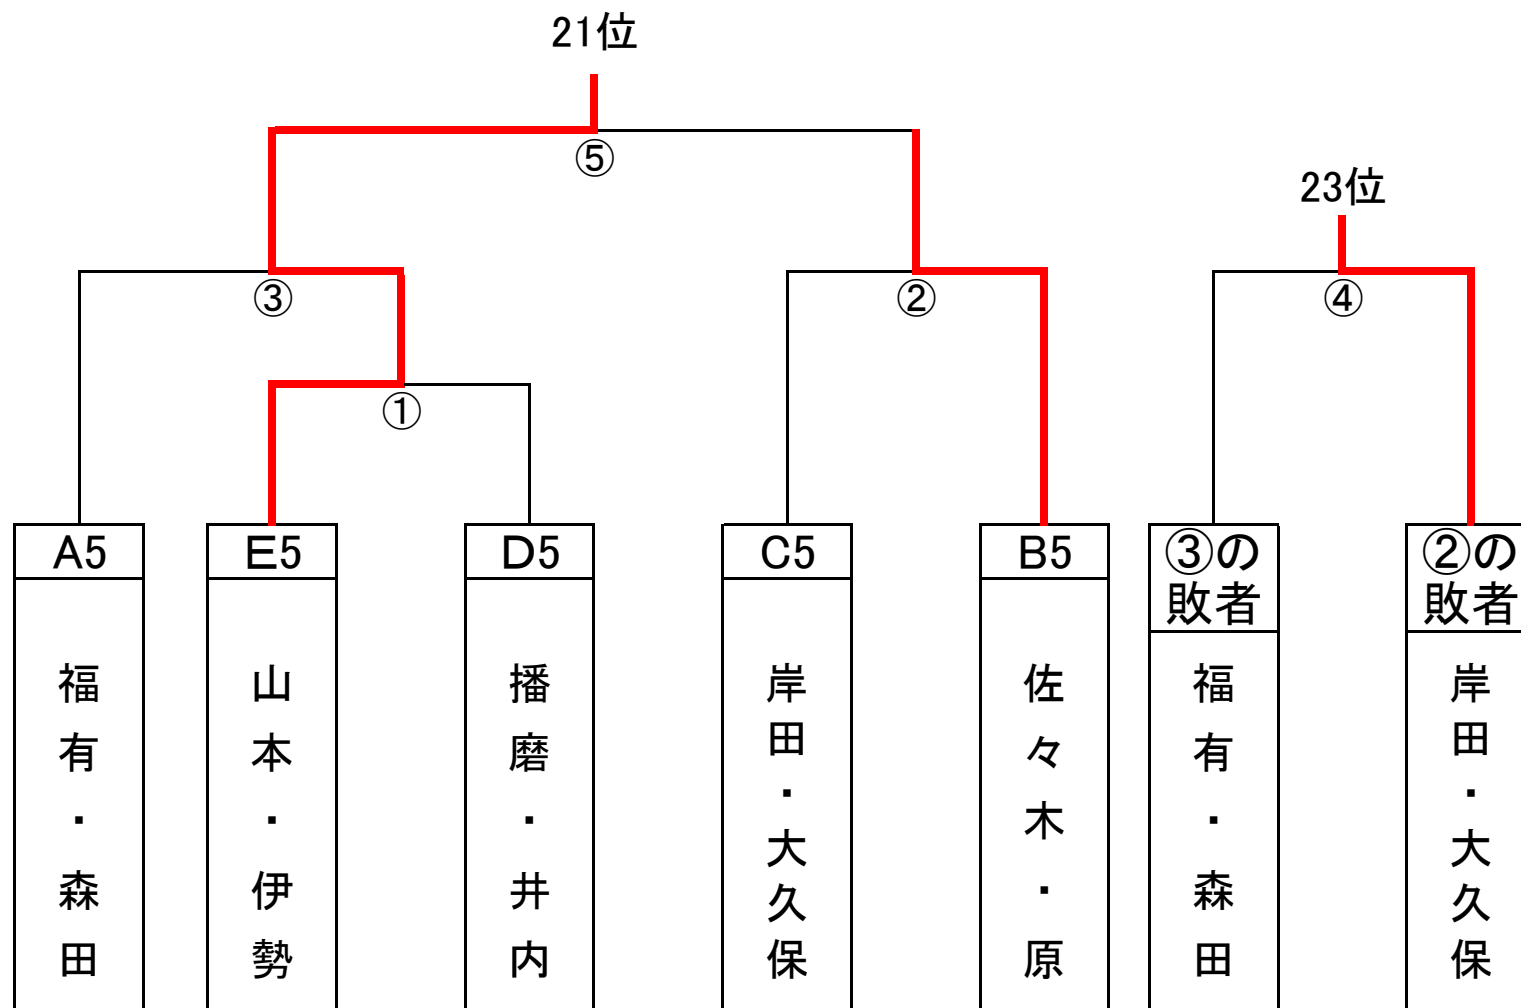 21位
⑤
23位
③
②
④
①
A5
E5
D5
C5
B5
③の
敗者
②の
敗者
福有・森田
山本・伊勢
播磨・井内
岸田・大久保
佐々木・原
福有・森田
岸田・大久保